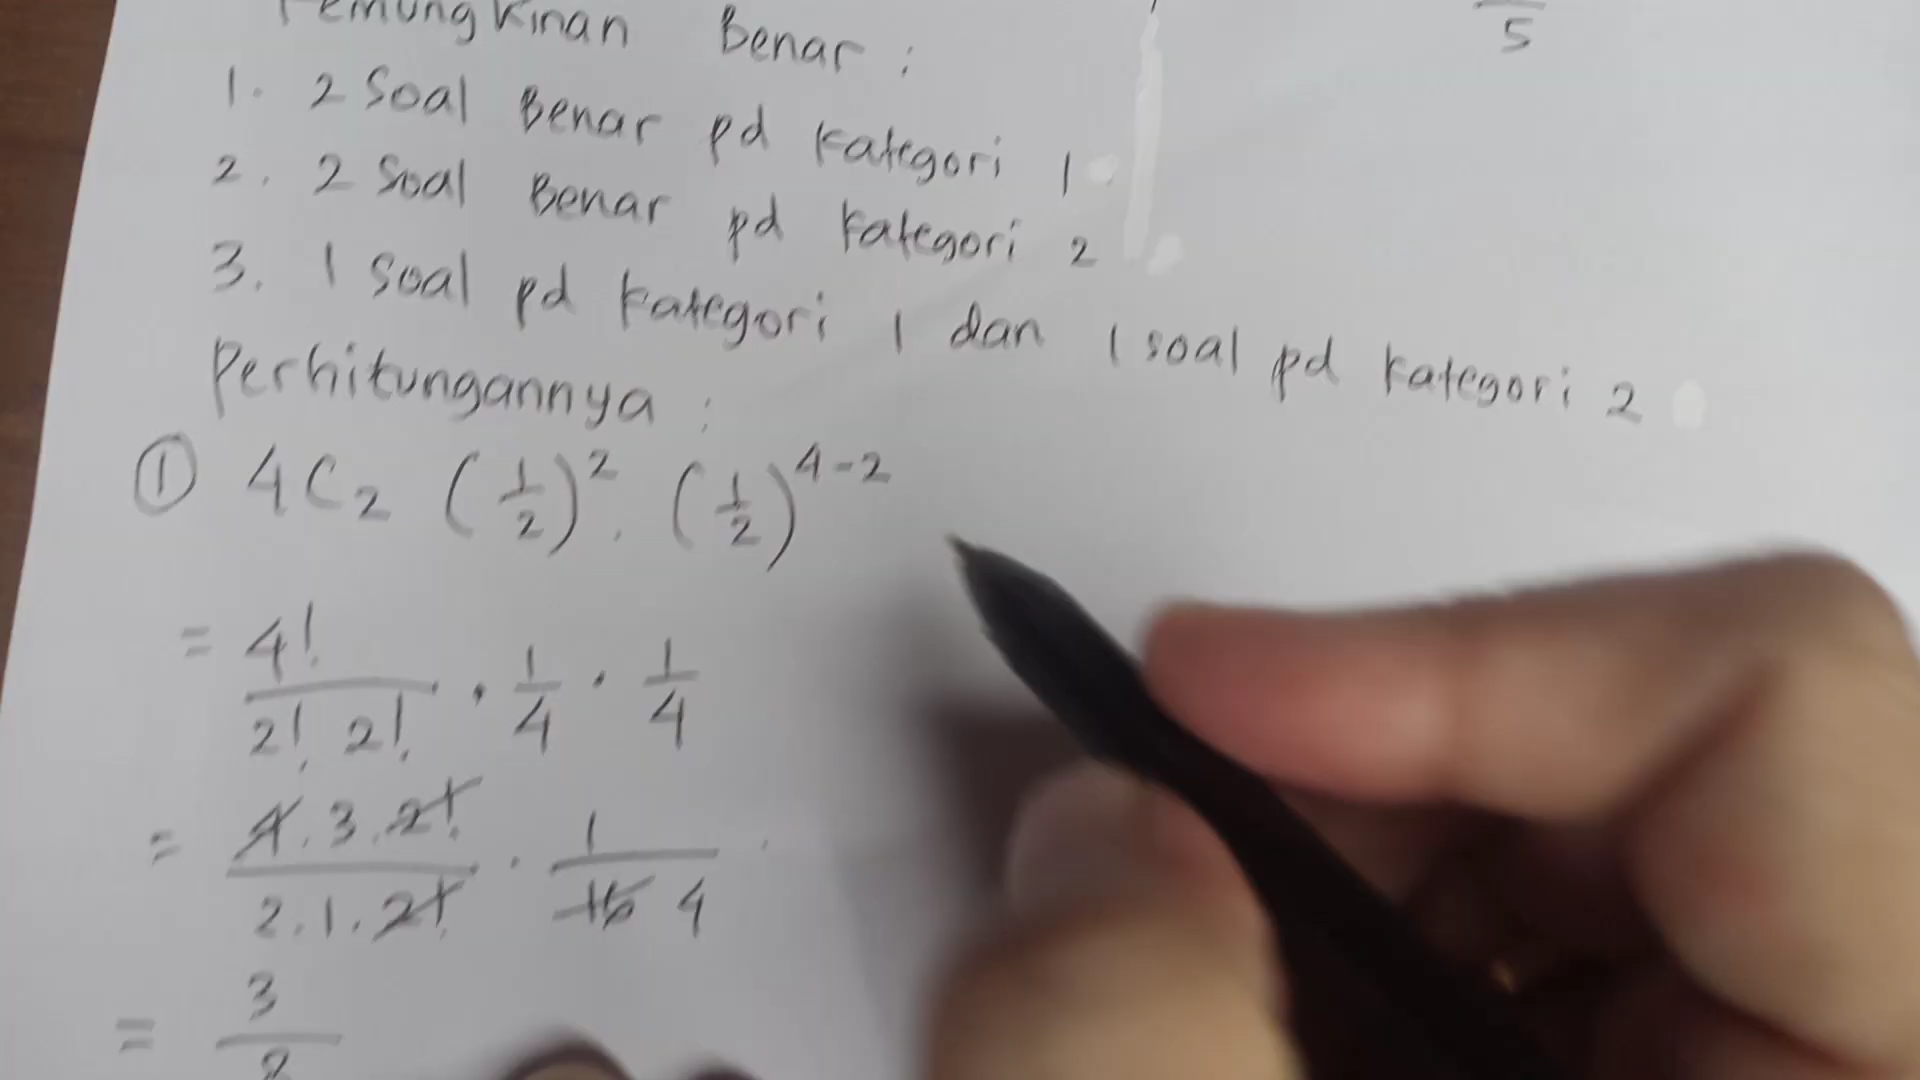 Kemungkinan Benar :
5
1. 2 Soal Benar pd kategori 1
2. 2 Soal Benar pd kategori 2
3. 1 Soal pd kategori 1 dan 1 soal pd kategori 2
Perhitungannya :
① 4C₂ (1/2)² . (1/2)⁴⁻²
= 4!/(2! 2!) . 1/4 . 1/4
= (4.3.2!)/(2.1.2!) . 1/(16 4)
= 3/8